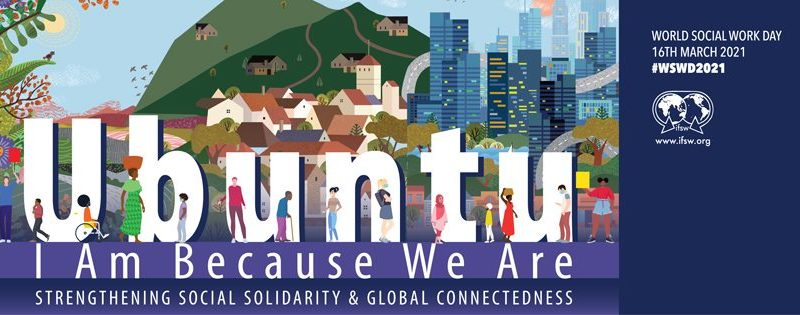 Ubuntu
I Am Because We Are
STRENGTHENING SOCIAL SOLIDARITY & GLOBAL CONNECTEDNESS
WORLD SOCIAL WORK DAY
16TH MARCH 2021
#WSWD2021
ifsw
www.ifsw.org